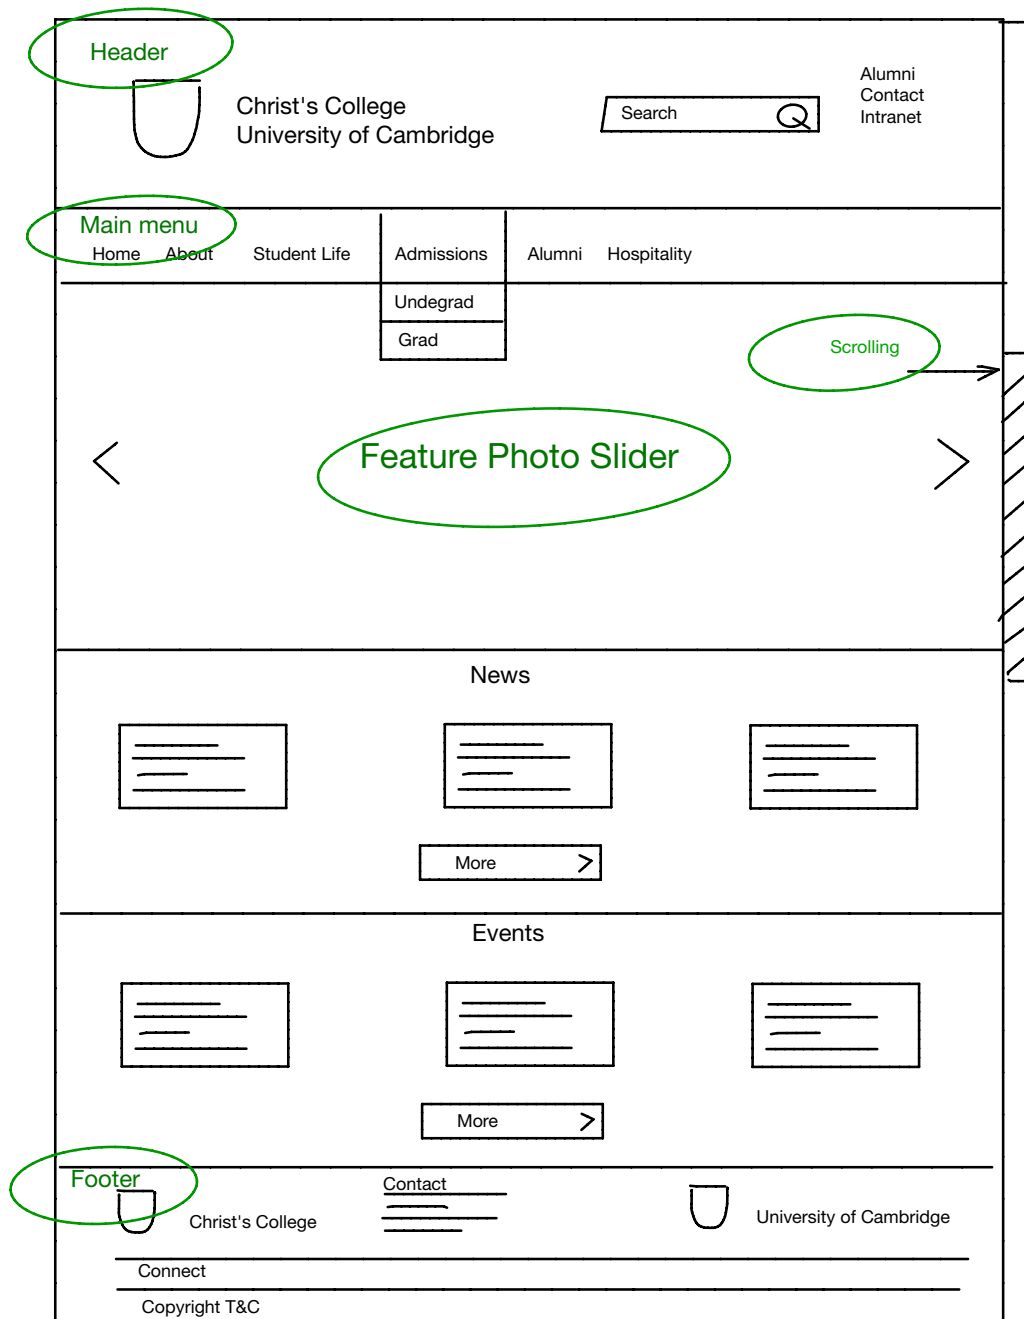 Header
Christ's College
University of Cambridge
Search
Alumni
Contact
Intranet
Main menu
Home About Student Life Admissions Alumni Hospitality
Undegrad
Grad
Scrolling
Feature Photo Slider
News
More
Events
More
Footer
Christ's College
Contact
University of Cambridge
Connect
Copyright T&C